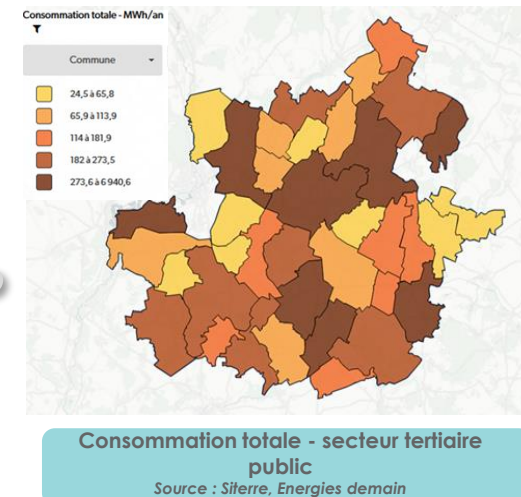 Consommation totale - MWh/an
Commune
24,5 à 65,8
65,9 à 113,9
114 à 181,9
182 à 273,5
273,6 à 6 940,6
Consommation totale - secteur tertiaire
public
Source : Siterre, Energies demain